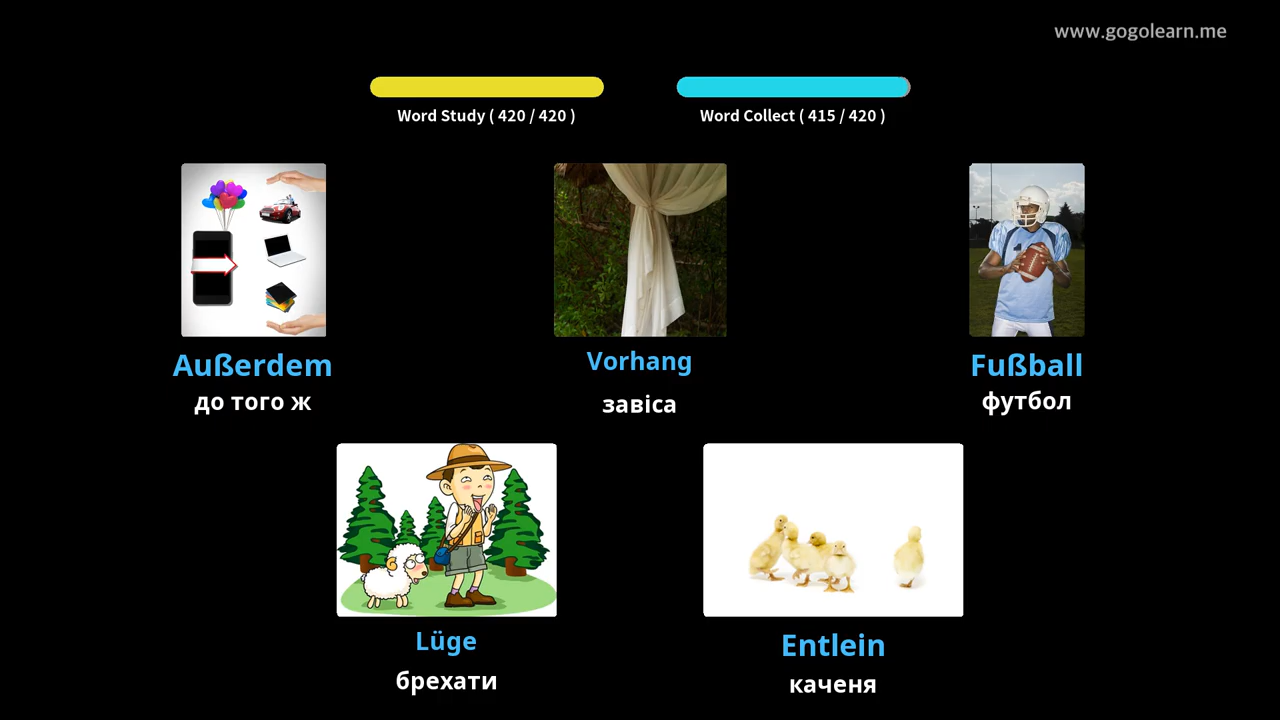 www.gogolearn.me
Word Study ( 420 / 420 )
Word Collect ( 415 / 420 )
Außerdem
до того ж
Vorhang
завіса
Fußball
футбол
Lüge
брехати
Entlein
каченя